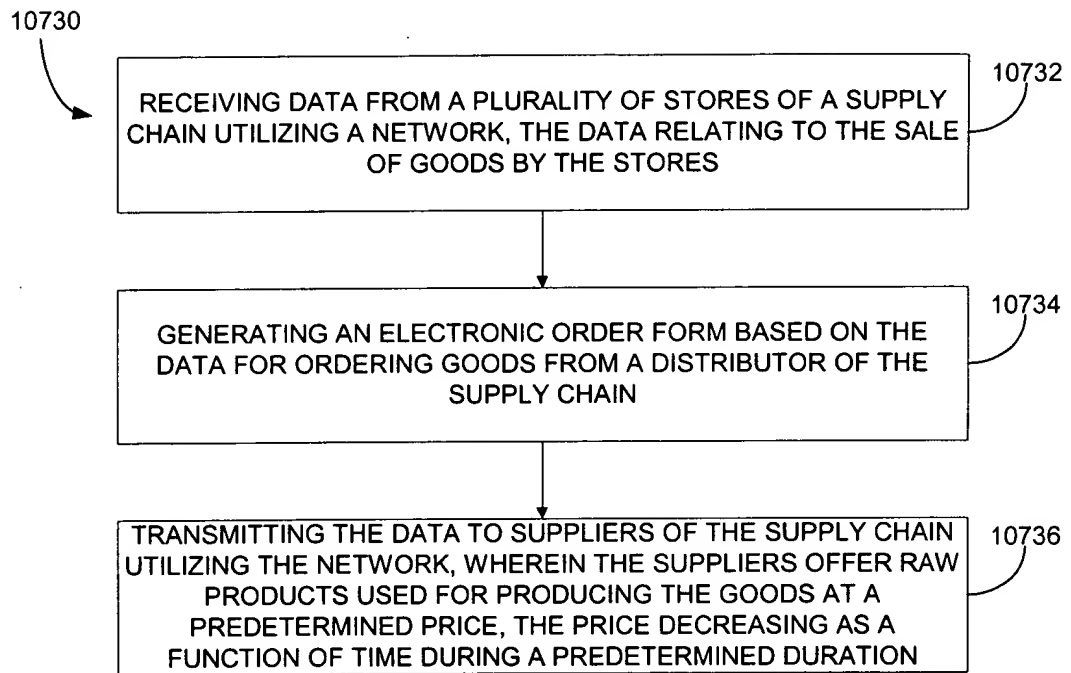 10730
10732
RECEIVING DATA FROM A PLURALITY OF STORES OF A SUPPLY
CHAIN UTILIZING A NETWORK, THE DATA RELATING TO THE SALE
OF GOODS BY THE STORES
10734
GENERATING AN ELECTRONIC ORDER FORM BASED ON THE
DATA FOR ORDERING GOODS FROM A DISTRIBUTOR OF THE
SUPPLY CHAIN
10736
TRANSMITTING THE DATA TO SUPPLIERS OF THE SUPPLY CHAIN
UTILIZING THE NETWORK, WHEREIN THE SUPPLIERS OFFER RAW
PRODUCTS USED FOR PRODUCING THE GOODS AT A
PREDETERMINED PRICE, THE PRICE DECREASING AS A
FUNCTION OF TIME DURING A PREDETERMINED DURATION